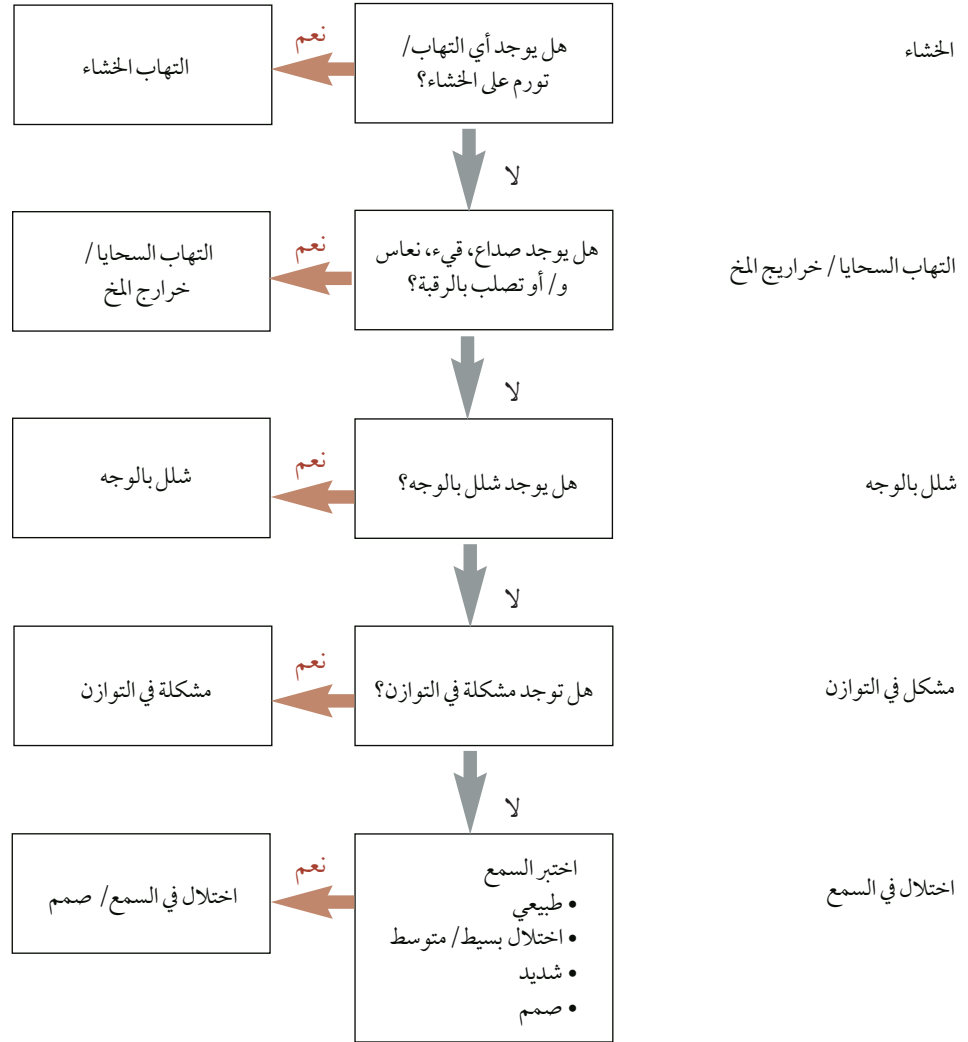 الخشاء
هل يوجد أي التهاب/
تورم على الخشاء؟
نعم
التهاب الخشاء
لا
التهاب السحايا / خراريج المخ
هل يوجد صداع، قيء، نعاس
و/ أو تصلب بالرقبة؟
نعم
التهاب السحايا/
خرارج المخ
لا
شلل بالوجه
هل يوجد شلل بالوجه؟
نعم
شلل بالوجه
لا
مشكل في التوازن
هل توجد مشكلة في التوازن؟
نعم
مشكلة في التوازن
لا
اختلال في السمع
اختبر السمع
• طبيعي
• اختلال بسيط/ متوسط
• شديد
• صمم
نعم
اختلال في السمع/ صمم